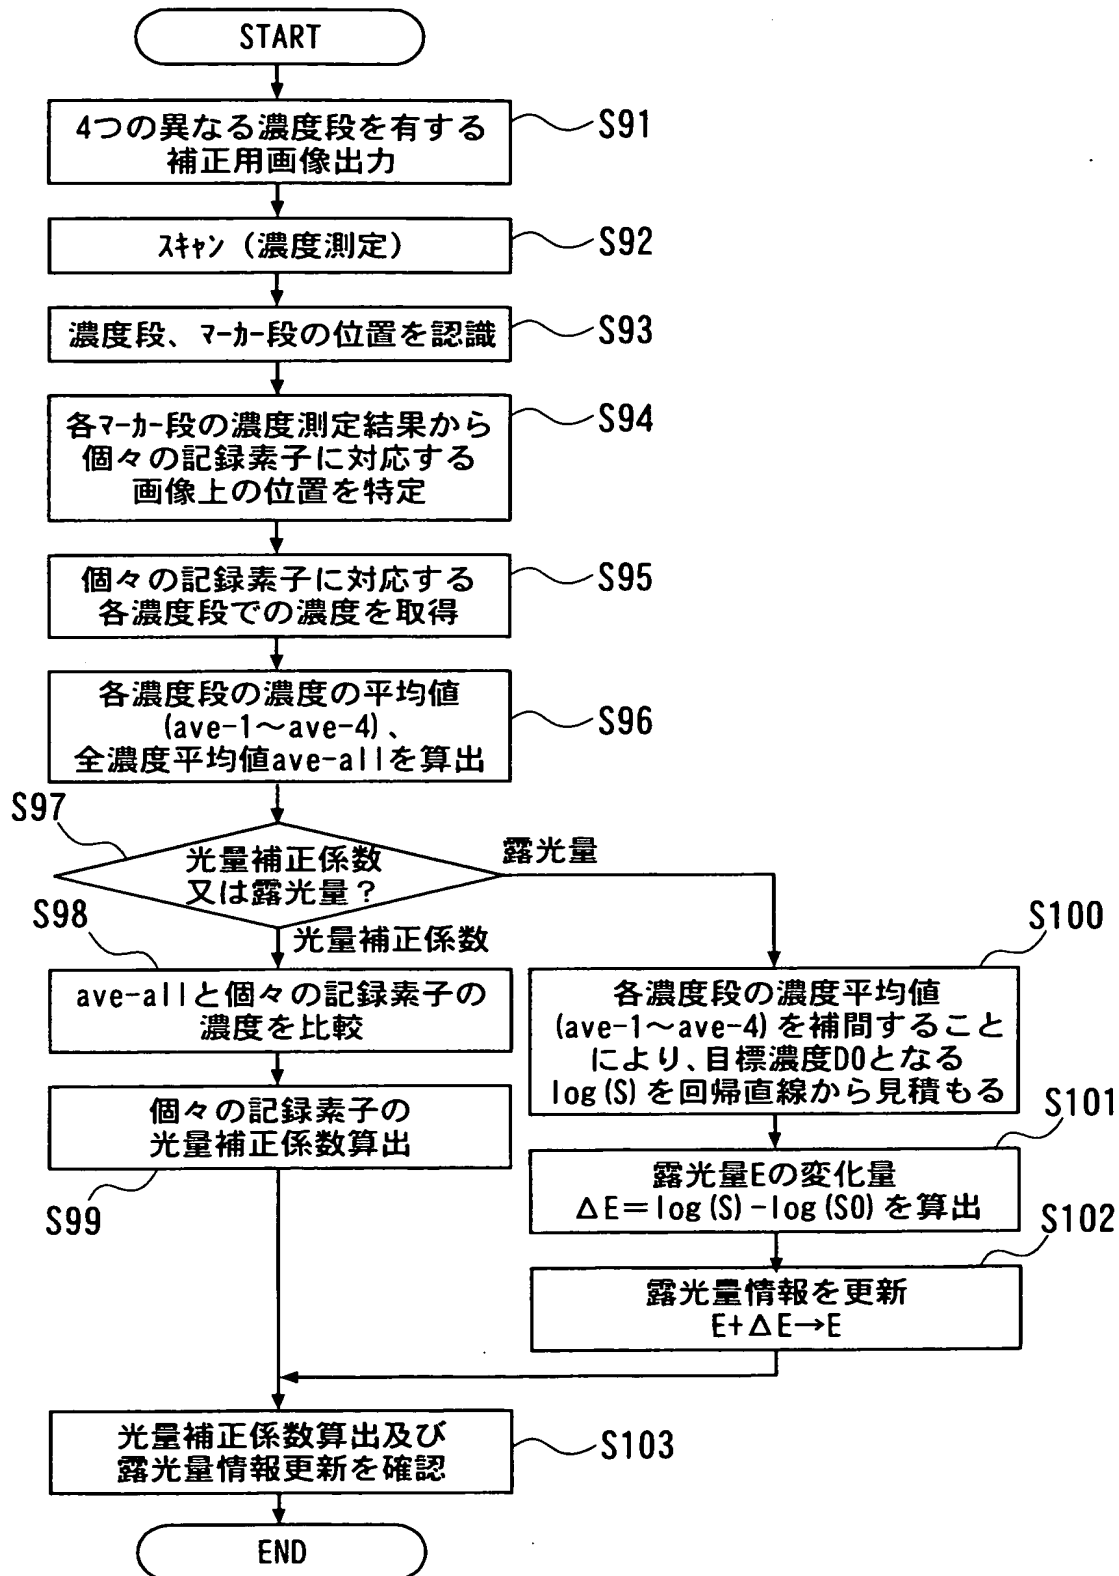 START
4つの異なる濃度段を有する
補正用画像出力
S91
ｽｷｬﾝ（濃度測定）
S92
濃度段、ﾏｰｶｰ段の位置を認識
S93
各ﾏｰｶｰ段の濃度測定結果から
個々の記録素子に対応する
画像上の位置を特定
S94
個々の記録素子に対応する
各濃度段での濃度を取得
S95
各濃度段の濃度の平均値
(ave-1～ave-4)、
全濃度平均値ave-allを算出
S96
S97
光量補正係数
又は露光量？
露光量
光量補正係数
S98
ave-allと個々の記録素子の
濃度を比較
個々の記録素子の
光量補正係数算出
S99
S100
各濃度段の濃度平均値
(ave-1～ave-4)を補間すること
により、目標濃度D0となる
log(S)を回帰直線から見積もる
S101
露光量Eの変化量
ΔE＝log(S)-log(S0)を算出
S102
露光量情報を更新
E+ΔE→E
光量補正係数算出及び
露光量情報更新を確認
S103
END